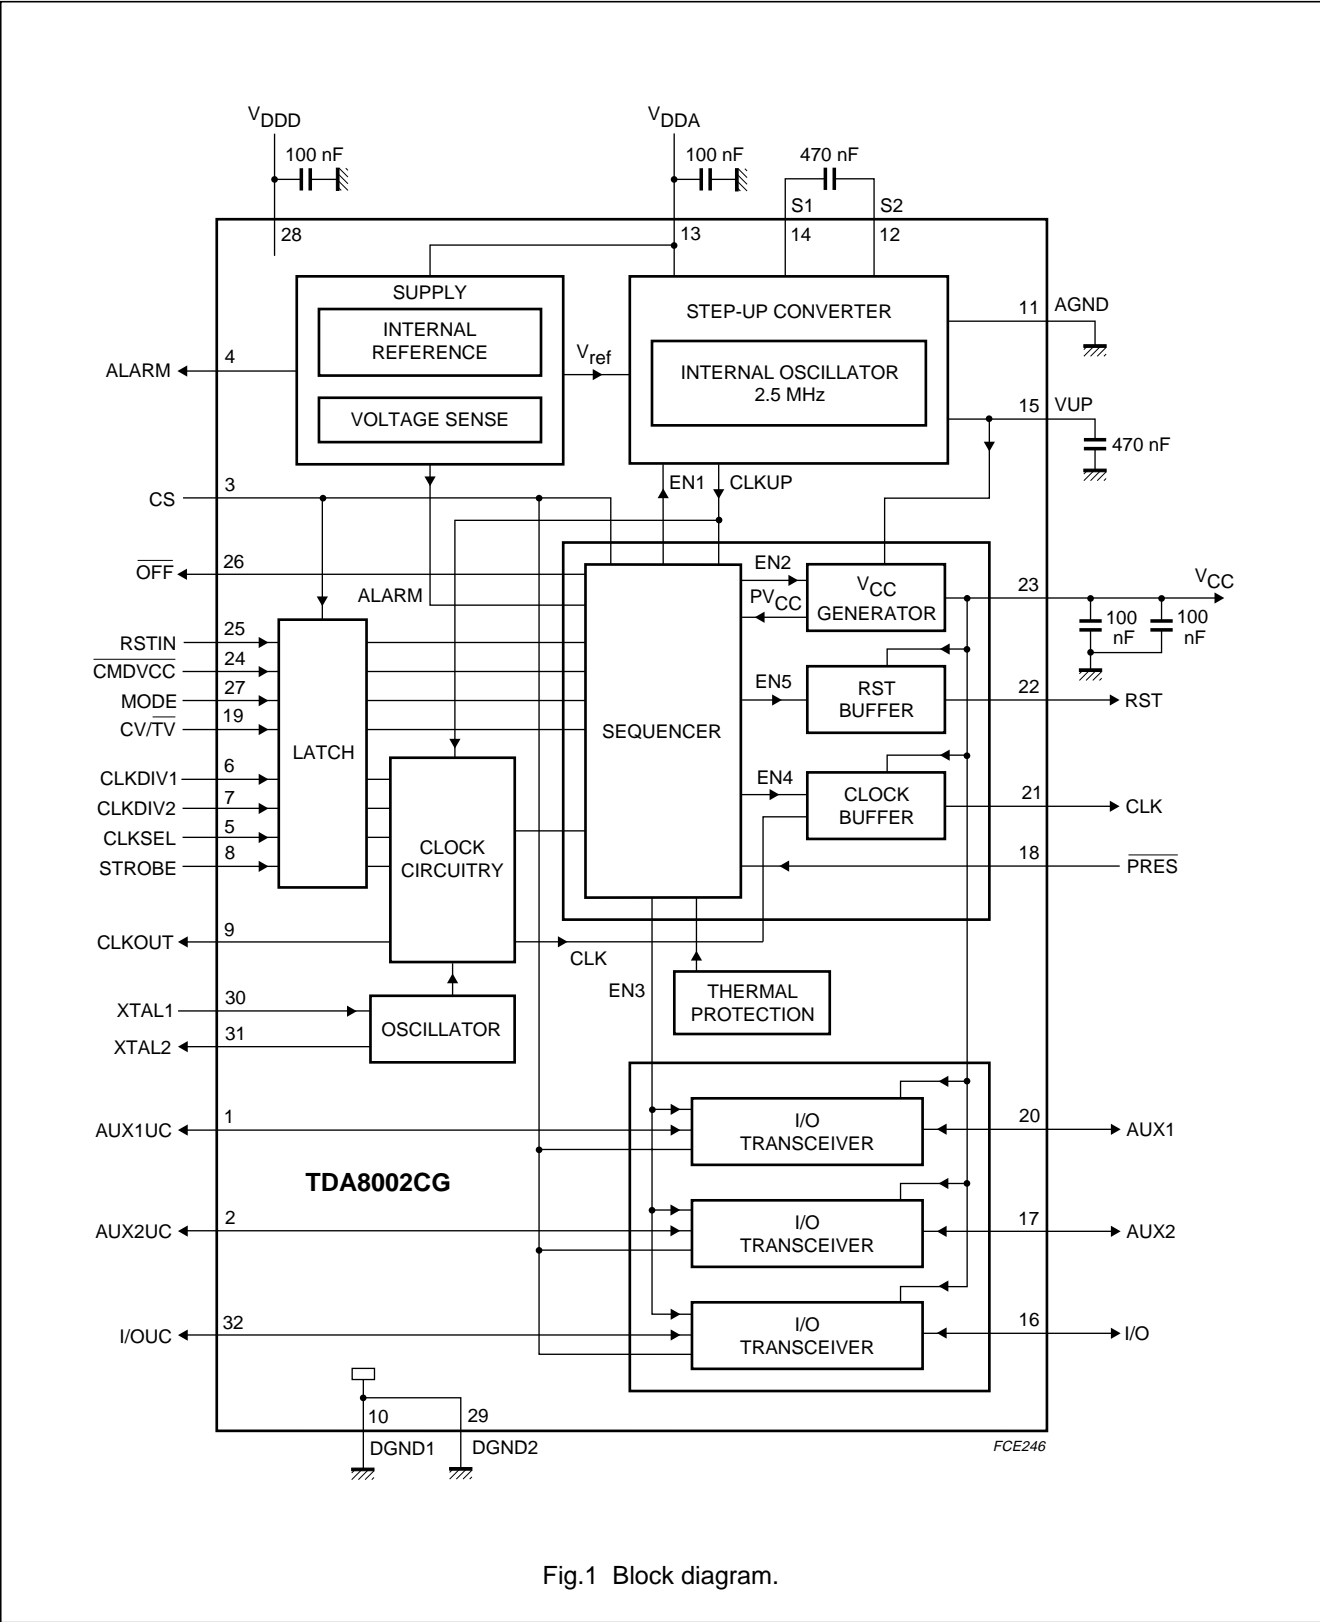 VDDD
VDDA
100 nF
100 nF
470 nF
S1
S2
28
13
14
12
SUPPLY
INTERNAL
REFERENCE
VOLTAGE SENSE
STEP-UP CONVERTER
INTERNAL OSCILLATOR
2.5 MHz
Vref
11
AGND
15
VUP
470 nF
ALARM
4
CS
3
EN1
CLKUP
OFF
26
ALARM
RSTIN
25
CMDVCC
24
MODE
27
CV/TV
19
CLKDIV1
6
CLKDIV2
7
CLKSEL
5
STROBE
8
LATCH
CLOCK
CIRCUITRY
SEQUENCER
EN2
PVCC
VCC
GENERATOR
23
VCC
100
nF
100
nF
EN5
RST
BUFFER
22
RST
EN4
CLOCK
BUFFER
21
CLK
18
PRES
CLKOUT
9
CLK
EN3
THERMAL
PROTECTION
XTAL1
30
XTAL2
31
OSCILLATOR
AUX1UC
1
I/O
TRANSCEIVER
20
AUX1
TDA8002CG
AUX2UC
2
I/O
TRANSCEIVER
17
AUX2
I/OUC
32
I/O
TRANSCEIVER
16
I/O
10
29
DGND1
DGND2
FCE246
Fig.1 Block diagram.